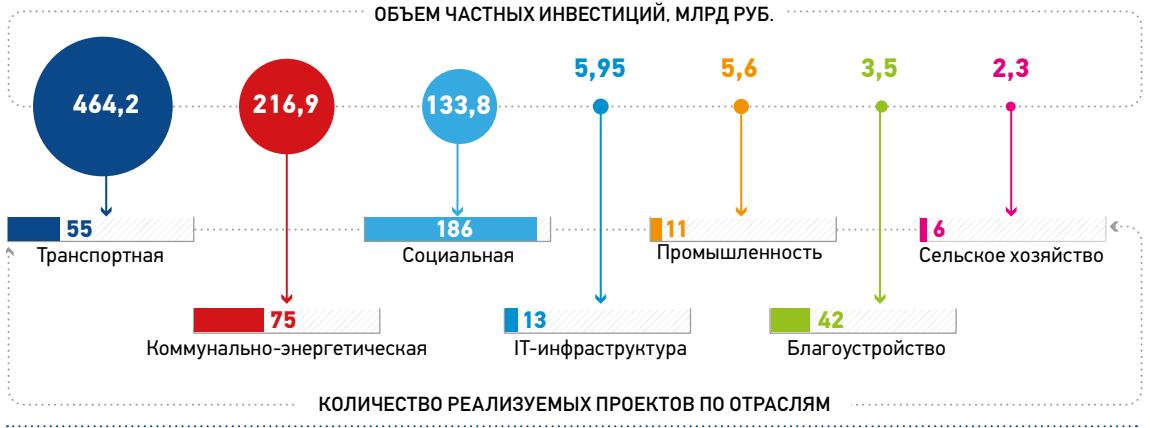 ОБЪЕМ ЧАСТНЫХ ИНВЕСТИЦИЙ, МЛРД РУБ.
464,2
216,9
133,8
5,95
5,6
3,5
2,3
55
Транспортная
186
Социальная
11
Промышленность
6
Сельское хозяйство
75
Коммунально-энергетическая
13
IT-инфраструктура
42
Благоустройство
КОЛИЧЕСТВО РЕАЛИЗУЕМЫХ ПРОЕКТОВ ПО ОТРАСЛЯМ